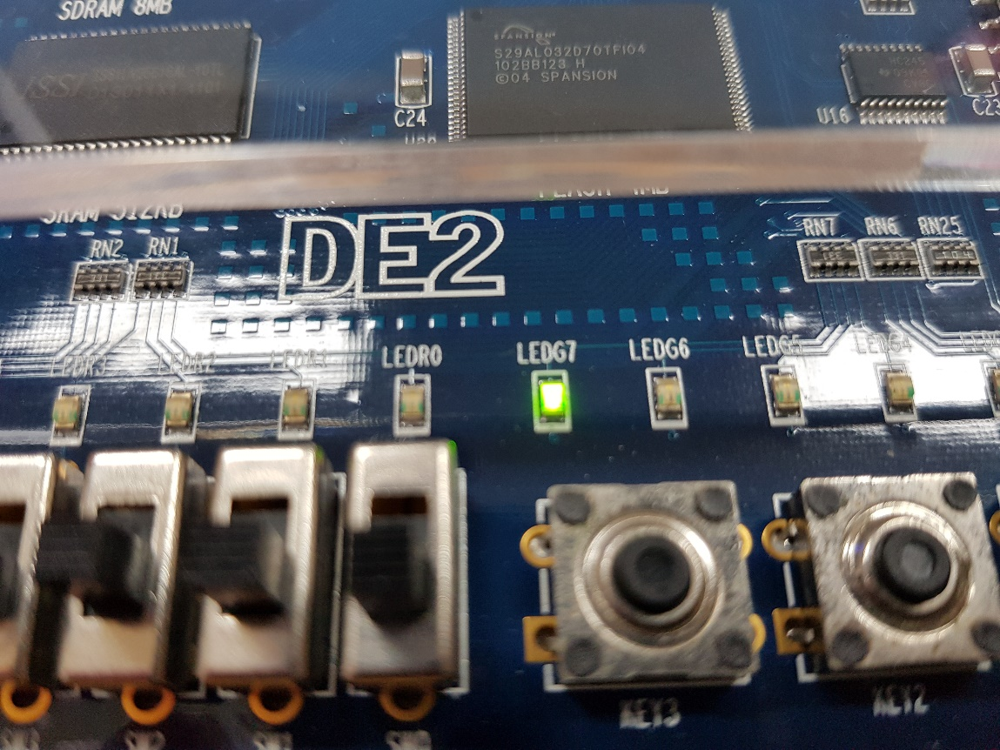 SDRAM 8MB
ISSI
SPANSION
S29AL032D70TFI04
102BB123 H
©04 SPANSION
C24
HC245
U16
C23
SRAM 512KB
FLASH 4MB
DE2
RN2
RN1
RN7
RN6
RN25
LEDR3
LEDR2
LEDR1
LEDR0
LEDG7
LEDG6
LEDG5
LEDG4
KEY3
KEY2